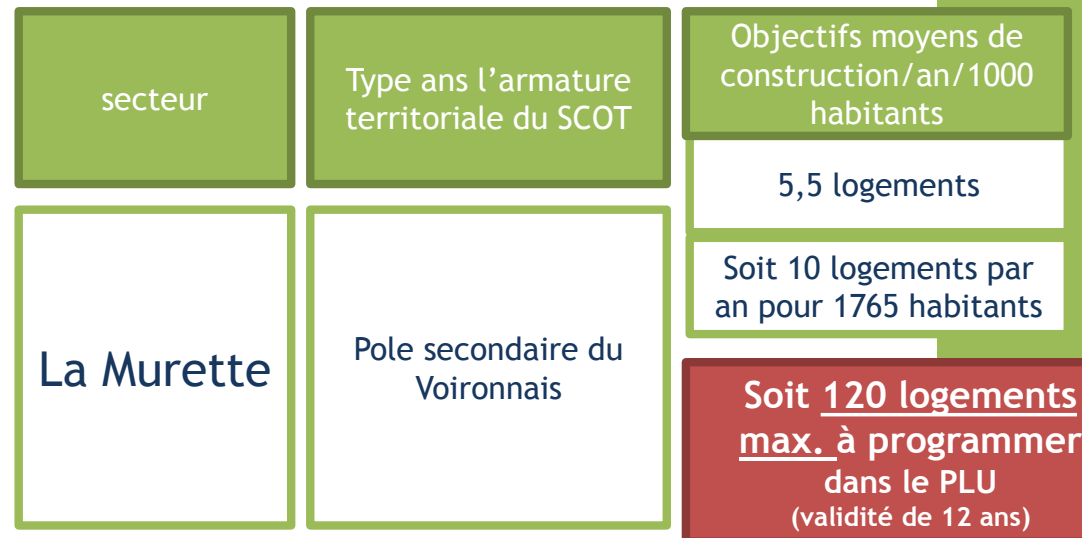 secteur
Type ans l’armature
territoriale du SCOT
Objectifs moyens de
construction/an/1000
habitants
5,5 logements
Soit 10 logements par
an pour 1765 habitants
La Murette
Pole secondaire du
Voironnais
Soit 120 logements
max. à programmer
dans le PLU
(validité de 12 ans)